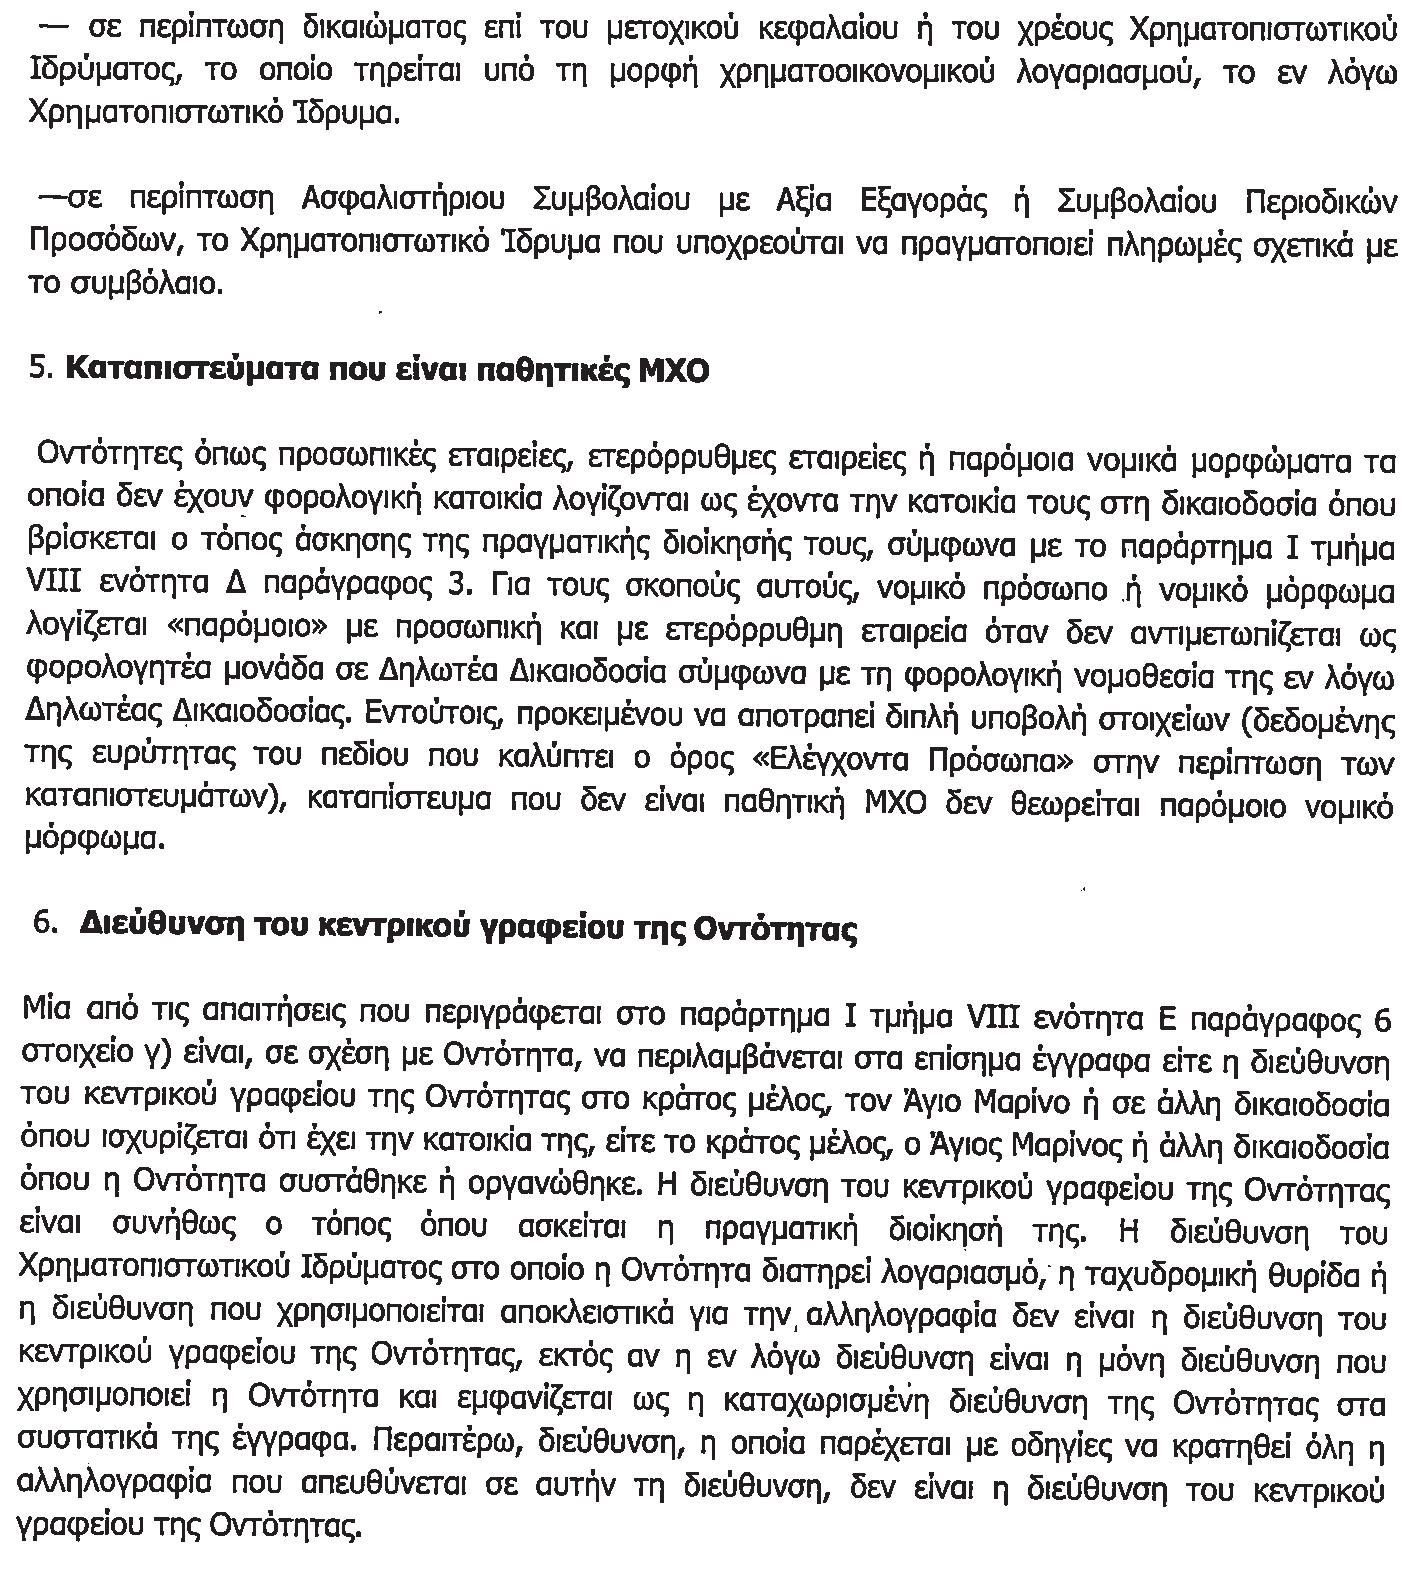 — σε περίπτωση δικαιώματος επί του μετοχικού κεφαλαίου ή του χρέους Χρηματοπιστωτικού
Ιδρύματος, το οποίο τηρείται υπό τη μορφή χρηματοοικονομικού λογαριασμού, το εν λόγω
Χρηματοπιστωτικό Ίδρυμα.
—σε περίπτωση Ασφαλιστήριου Συμβολαίου με Αξία Εξαγοράς ή Συμβολαίου Περιοδικών
Προσόδων, το Χρηματοπιστωτικό Ίδρυμα που υποχρεούται να πραγματοποιεί πληρωμές σχετικά με
το συμβόλαιο.
5. Καταπιστεύματα που είναι παθητικές ΜΧΟ
Οντότητες όπως προσωπικές εταιρείες, ετερόρρυθμες εταιρείες ή παρόμοια νομικά μορφώματα τα
οποία δεν έχουν φορολογική κατοικία λογίζονται ως έχοντα την κατοικία τους στη δικαιοδοσία όπου
βρίσκεται ο τόπος άσκησης της πραγματικής διοίκησής τους, σύμφωνα με το παράρτημα Ι τμήμα
VIII ενότητα Δ παράγραφος 3. Για τους σκοπούς αυτούς, νομικό πρόσωπο ή νομικό μόρφωμα
λογίζεται «παρόμοιο» με προσωπική και με ετερόρρυθμη εταιρεία όταν δεν αντιμετωπίζεται ως
φορολογητέα μονάδα σε Δηλωτέα Δικαιοδοσία σύμφωνα με τη φορολογική νομοθεσία της εν λόγω
Δηλωτέας Δικαιοδοσίας. Εντούτοις, προκειμένου να αποτραπεί διπλή υποβολή στοιχείων (δεδομένης
της ευρύτητας του πεδίου που καλύπτει ο όρος «Ελέγχοντα Πρόσωπα» στην περίπτωση των
καταπιστευμάτων), καταπίστευμα που δεν είναι παθητική ΜΧΟ δεν θεωρείται παρόμοιο νομικό
μόρφωμα.
6. Διεύθυνση του κεντρικού γραφείου της Οντότητας
Μία από τις απαιτήσεις που περιγράφεται στο παράρτημα Ι τμήμα VIII ενότητα Ε παράγραφος 6
στοιχείο γ) είναι, σε σχέση με Οντότητα, να περιλαμβάνεται στα επίσημα έγγραφα είτε η διεύθυνση
του κεντρικού γραφείου της Οντότητας στο κράτος μέλος, τον Άγιο Μαρίνο ή σε άλλη δικαιοδοσία
όπου ισχυρίζεται ότι έχει την κατοικία της, είτε το κράτος μέλος, ο Άγιος Μαρίνος ή άλλη δικαιοδοσία
όπου η Οντότητα συστάθηκε ή οργανώθηκε. Η διεύθυνση του κεντρικού γραφείου της Οντότητας
είναι συνήθως ο τόπος όπου ασκείται η πραγματική διοίκησή της. Η διεύθυνση του
Χρηματοπιστωτικού Ιδρύματος στο οποίο η Οντότητα διατηρεί λογαριασμό, η ταχυδρομική θυρίδα ή
η διεύθυνση που χρησιμοποιείται αποκλειστικά για την αλληλογραφία δεν είναι η διεύθυνση του
κεντρικού γραφείου της Οντότητας, εκτός αν η εν λόγω διεύθυνση είναι η μόνη διεύθυνση που
χρησιμοποιεί η Οντότητα και εμφανίζεται ως η καταχωρισμένη διεύθυνση της Οντότητας στα
συστατικά της έγγραφα. Περαιτέρω, διεύθυνση, η οποία παρέχεται με οδηγίες να κρατηθεί όλη η
αλληλογραφία που απευθύνεται σε αυτήν τη διεύθυνση, δεν είναι η διεύθυνση του κεντρικού
γραφείου της Οντότητας.